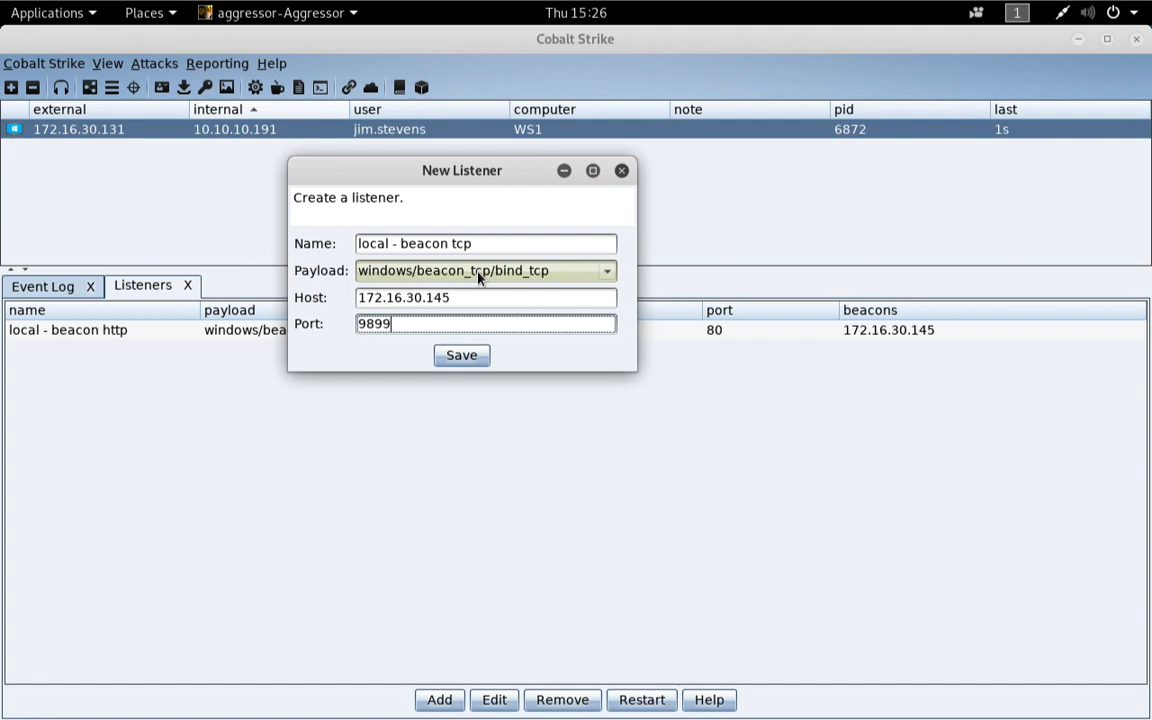 Applications Places aggressor-Aggressor Thu 15:26 1
Cobalt Strike
Cobalt Strike View Attacks Reporting Help
external internal user computer note pid last
172.16.30.131 10.10.10.191 jim.stevens WS1 6872 1s
New Listener
Create a listener.
Name: local - beacon tcp
Payload: windows/beacon_tcp/bind_tcp
Host: 172.16.30.145
Port: 9899
Save
Event Log X Listeners X
name payload port beacons
local - beacon http windows/bea 80 172.16.30.145
Add Edit Remove Restart Help